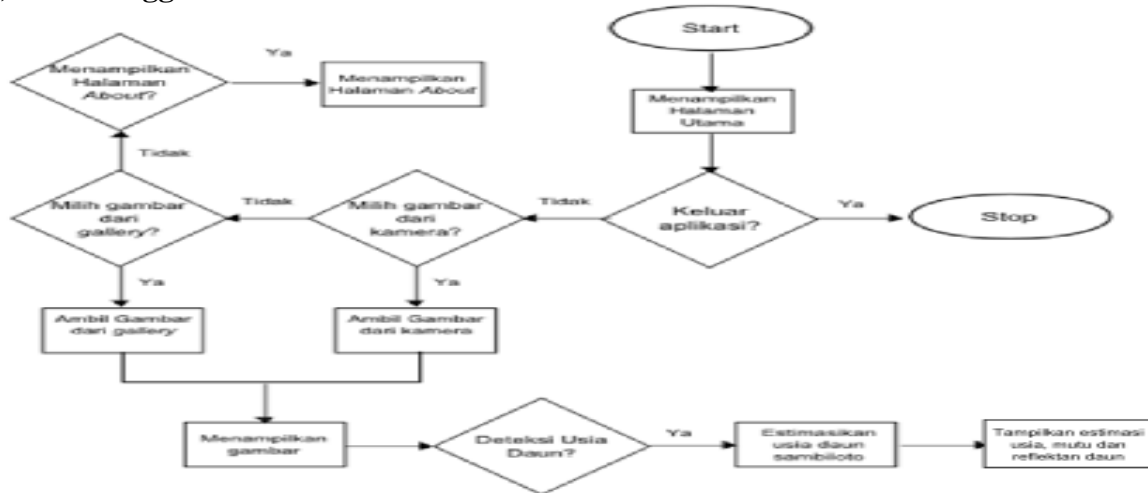 Start
Menampilkan
Halaman
Utama
Keluar
aplikasi?
Ya
Stop
Tidak
Milih gambar
dari
kamera?
Ya
Ambil Gambar
dari kamera
Tidak
Milih gambar
dari
gallery?
Ya
Ambil Gambar
dari gallery
Tidak
Menampilkan
Halaman
About?
Ya
Menampilkan
Halaman About
Menampilkan
gambar
Deteksi Usia
Daun?
Ya
Estimasikan
usia daun
sambiloto
Tampilkan estimasi
usia, mutu dan
reflektan daun